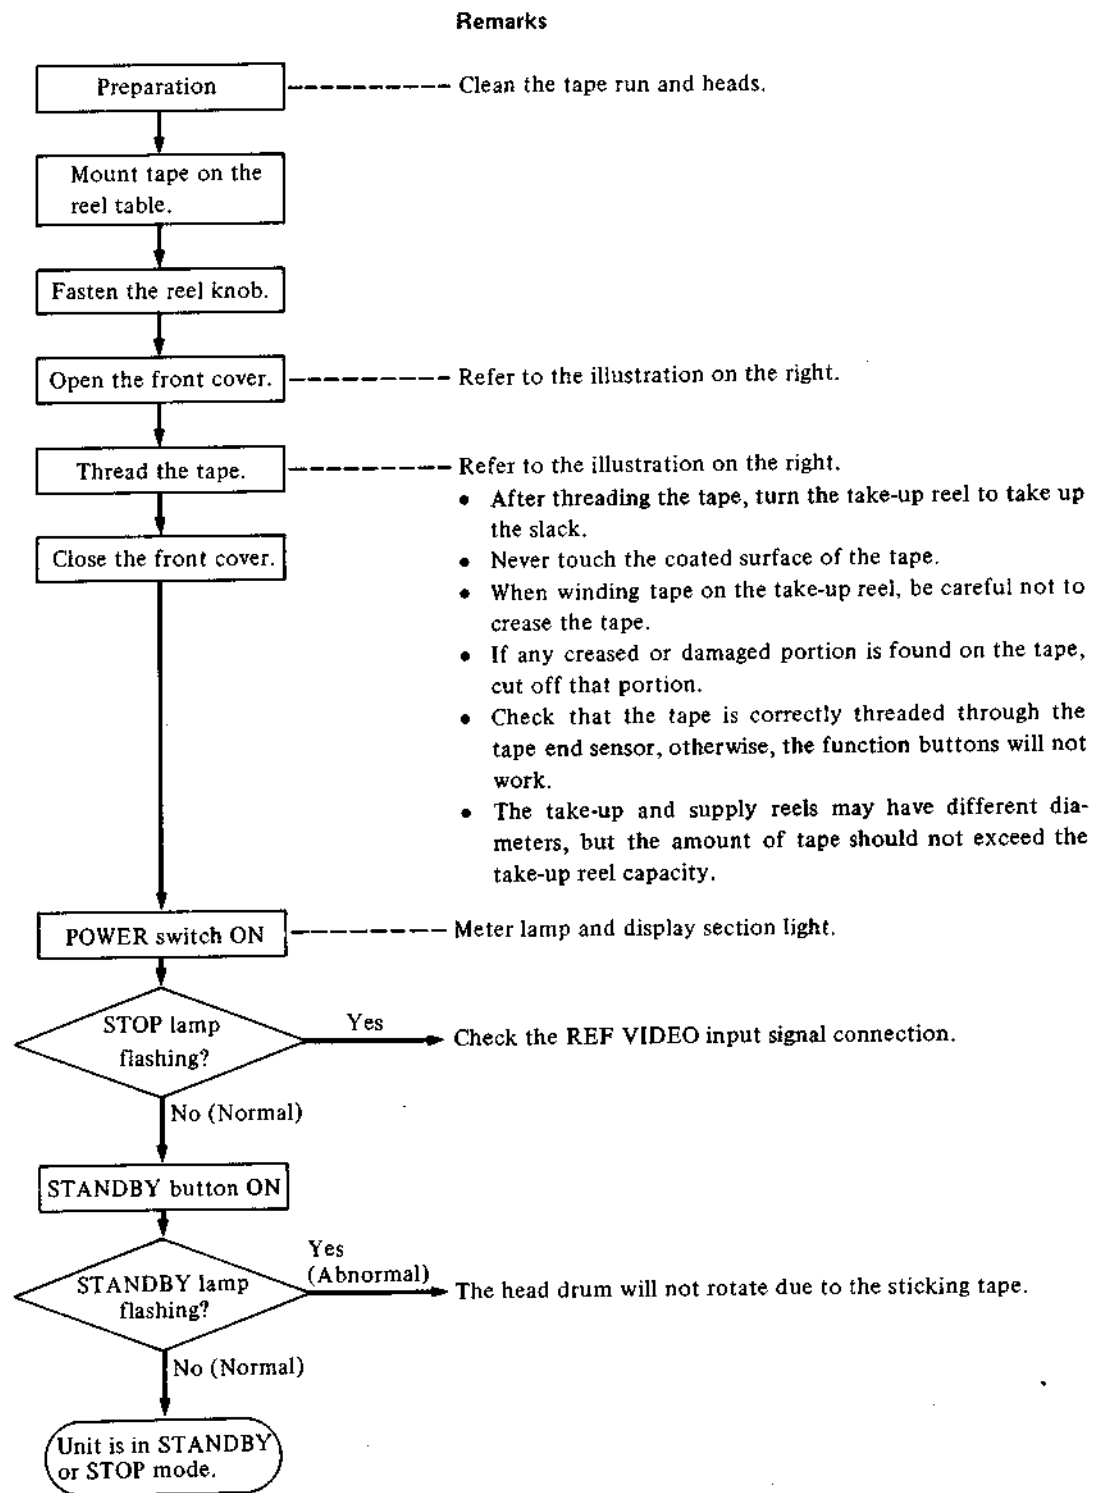 Remarks
Preparation
Clean the tape run and heads.
Mount tape on the
reel table.
Fasten the reel knob.
Open the front cover.
Refer to the illustration on the right.
Thread the tape.
Refer to the illustration on the right.
• After threading the tape, turn the take-up reel to take up
the slack.
Close the front cover.
• Never touch the coated surface of the tape.
• When winding tape on the take-up reel, be careful not to
crease the tape.
• If any creased or damaged portion is found on the tape,
cut off that portion.
• Check that the tape is correctly threaded through the
tape end sensor, otherwise, the function buttons will not
work.
• The take-up and supply reels may have different dia-
meters, but the amount of tape should not exceed the
take-up reel capacity.
POWER switch ON
Meter lamp and display section light.
STOP lamp
flashing?
Yes
Check the REF VIDEO input signal connection.
No (Normal)
STANDBY button ON
STANDBY lamp
flashing?
Yes
(Abnormal)
The head drum will not rotate due to the sticking tape.
No (Normal)
Unit is in STANDBY
or STOP mode.